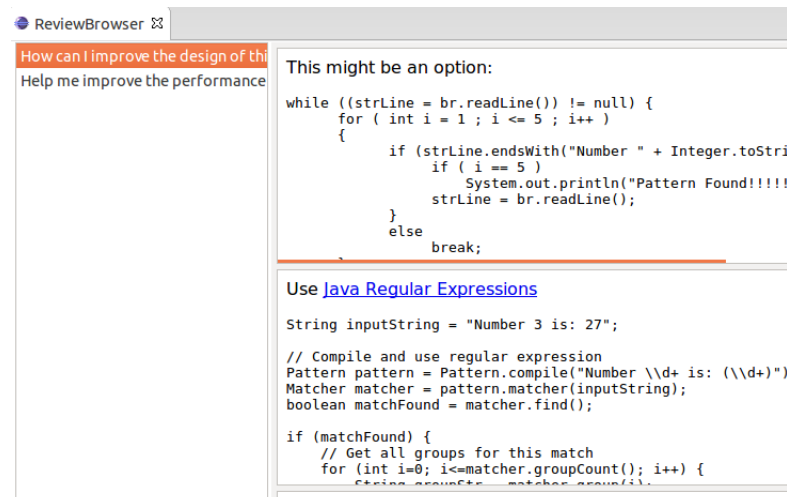 ReviewBrowser
How can I improve the design of thi
Help me improve the performance
This might be an option:
while ((strLine = br.readLine()) != null) {
for ( int i = 1 ; i <= 5 ; i++ )
{
if (strLine.endsWith("Number " + Integer.toStri
if ( i == 5 )
System.out.println("Pattern Found!!!!!
strLine = br.readLine();
}
else
break;
Use Java Regular Expressions
String inputString = "Number 3 is: 27";
// Compile and use regular expression
Pattern pattern = Pattern.compile("Number \\d+ is: (\\d+)")
Matcher matcher = pattern.matcher(inputString);
boolean matchFound = matcher.find();
if (matchFound) {
// Get all groups for this match
for (int i=0; i<=matcher.groupCount(); i++) {
String groupStr = matcher.group(i);